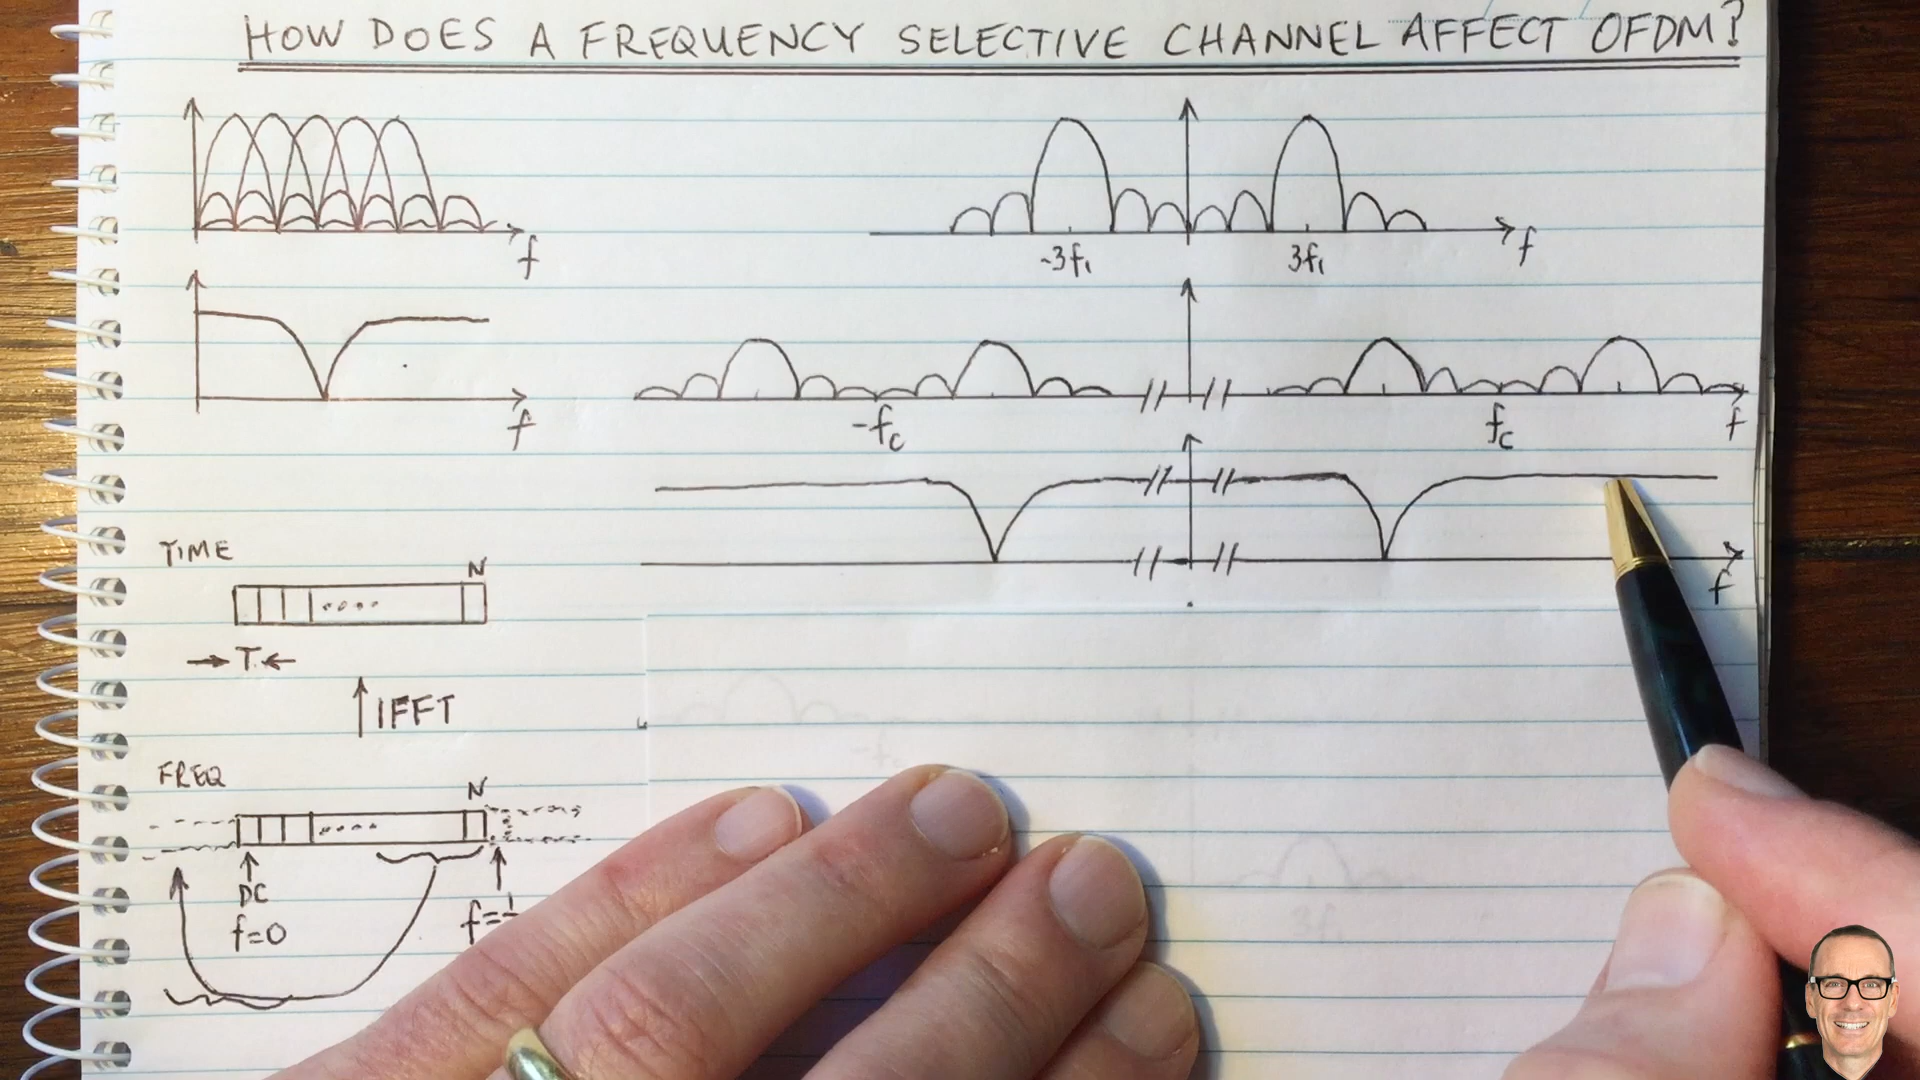 HOW DOES A FREQUENCY SELECTIVE CHANNEL AFFECT OFDM?
f
-3f₁ 3f₁ f
f
-fc fc f
f
TIME
N
T
IFFT
FREQ
N
DC
f=0